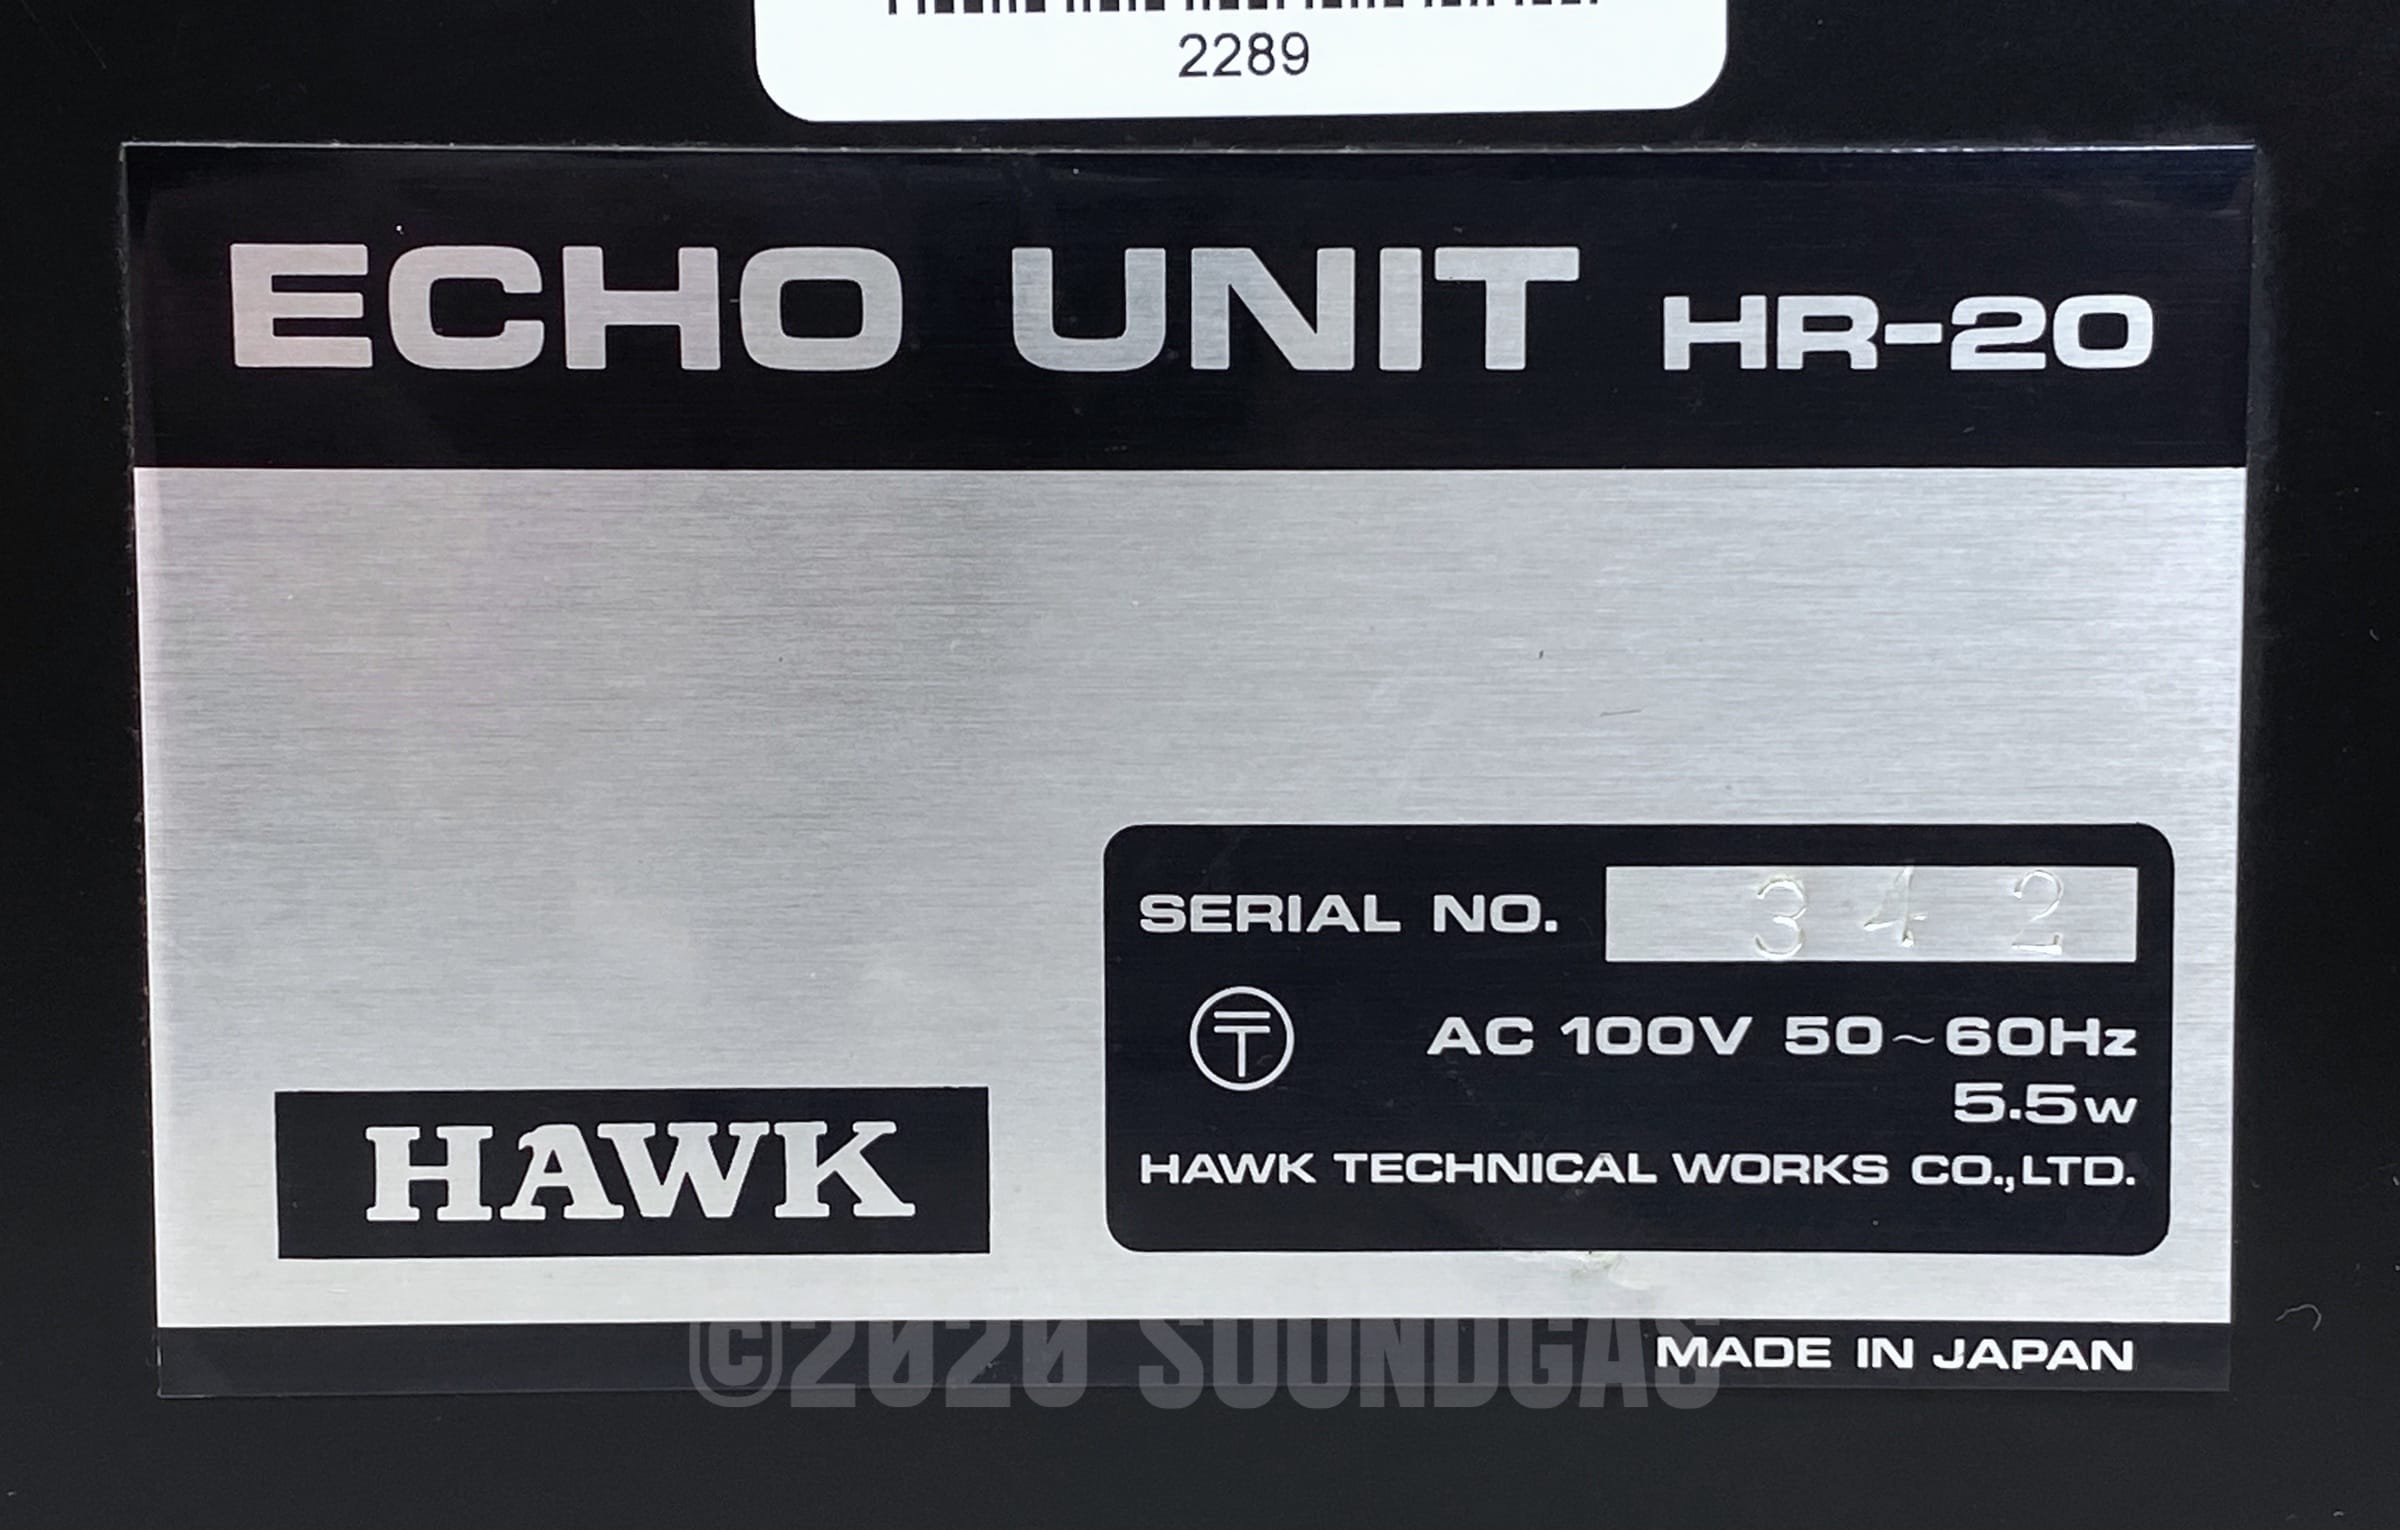 2289
ECHO UNIT HR-20
SERIAL NO. 342
〒 AC 100V 50~60Hz
5.5w
HAWK
HAWK TECHNICAL WORKS CO.,LTD.
MADE IN JAPAN
©2020 SOUNDGAS